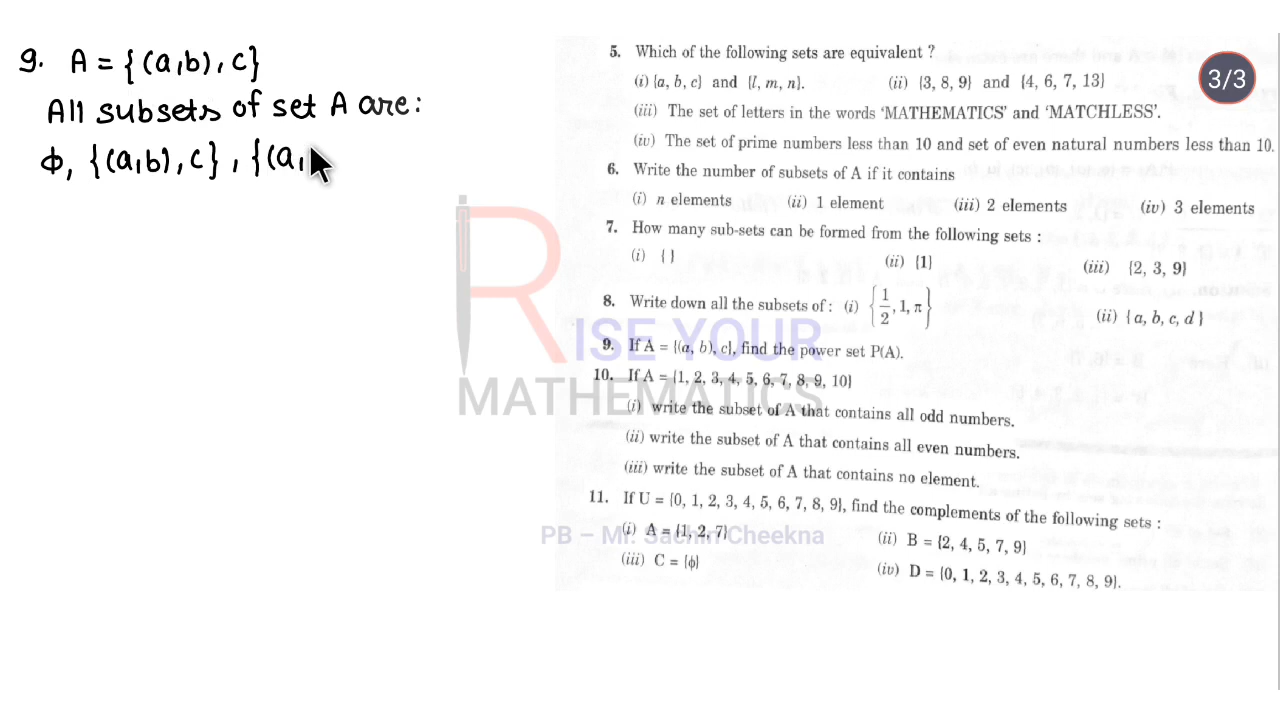 9. A = {(a,b), c}
All subsets of set A are:
ϕ, {(a,b), c}, {(a,
3/3
5. Which of the following sets are equivalent ?
(i) {a, b, c} and {l, m, n}. (ii) {3, 8, 9} and {4, 6, 7, 13}
(iii) The set of letters in the words 'MATHEMATICS' and 'MATCHLESS'.
(iv) The set of prime numbers less than 10 and set of even natural numbers less than 10.
6. Write the number of subsets of A if it contains
(i) n elements (ii) 1 element (iii) 2 elements (iv) 3 elements
7. How many sub-sets can be formed from the following sets :
(i) { } (ii) {1} (iii) {2, 3, 9}
8. Write down all the subsets of : (i) {1/2, 1, π} (ii) { a, b, c, d }
9. If A = {(a, b), c}, find the power set P(A).
10. If A = {1, 2, 3, 4, 5, 6, 7, 8, 9, 10}
(i) write the subset of A that contains all odd numbers.
(ii) write the subset of A that contains all even numbers.
(iii) write the subset of A that contains no element.
11. If U = {0, 1, 2, 3, 4, 5, 6, 7, 8, 9}, find the complements of the following sets :
(i) A = {1, 2, 7} (ii) B = {2, 4, 5, 7, 9}
(iii) C = {ϕ} (iv) D = {0, 1, 2, 3, 4, 5, 6, 7, 8, 9}.
RISE YOUR
MATHEMATICS
PB – Mr. Sachin Cheekna